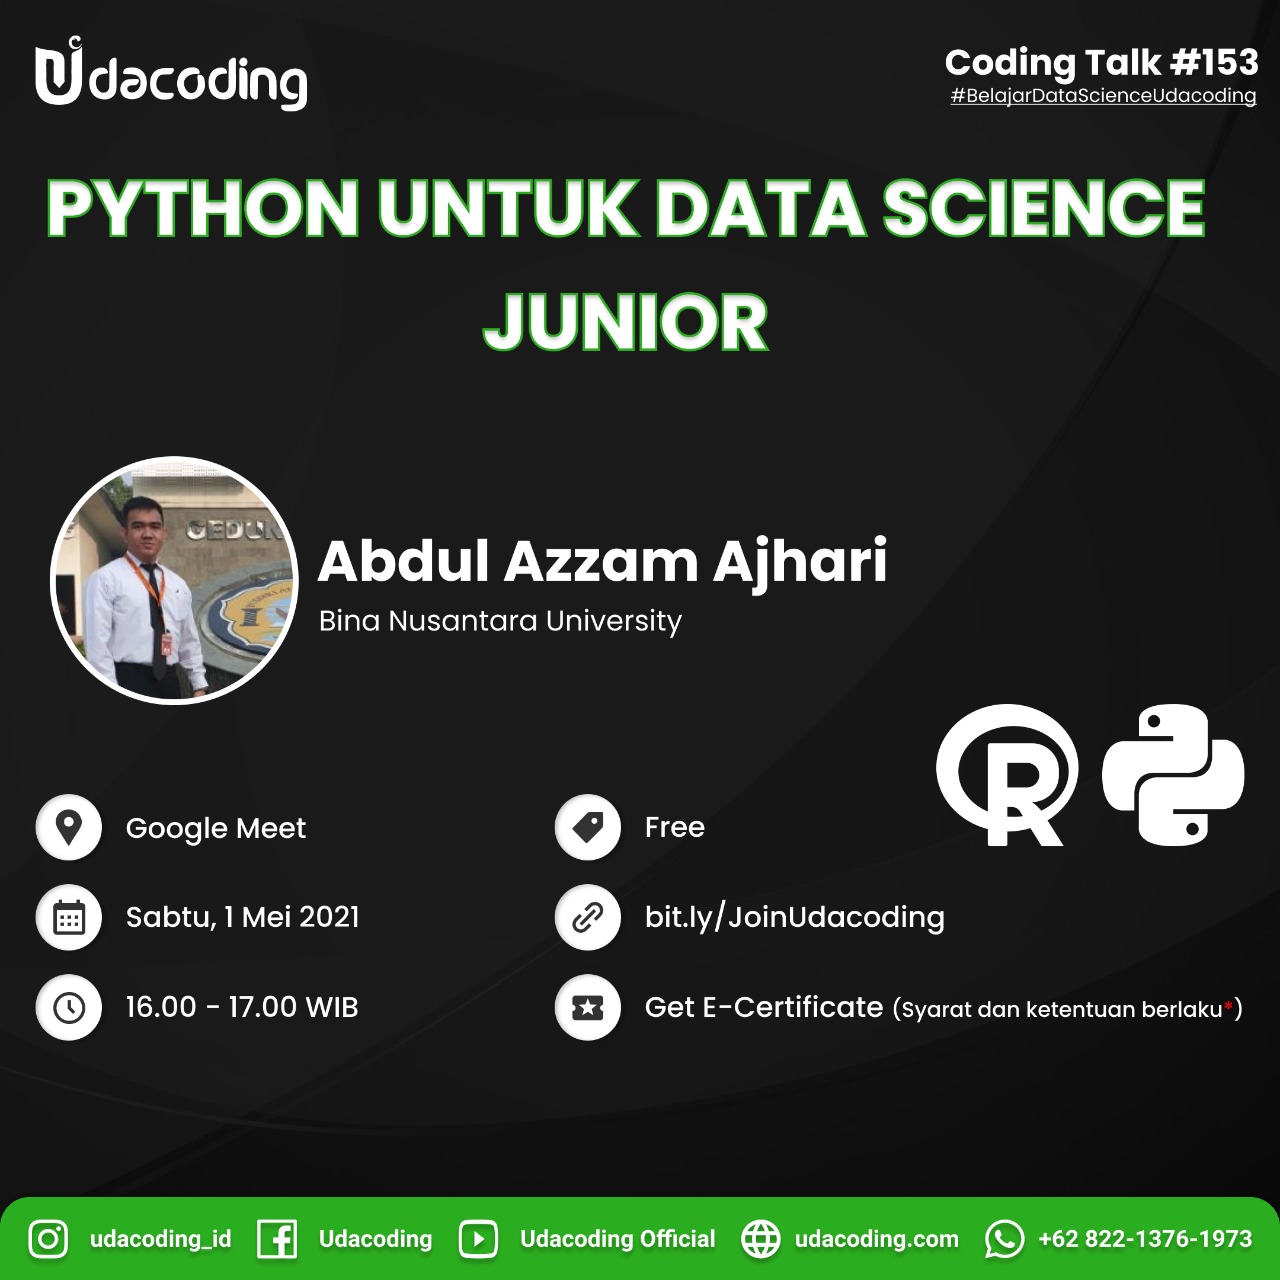 Udacoding
Coding Talk #153
#BelajarDataScienceUdacoding
PYTHON UNTUK DATA SCIENCE
JUNIOR
GEDUN
Abdul Azzam Ajhari
Bina Nusantara University
R
Google Meet
Free
Sabtu, 1 Mei 2021
bit.ly/JoinUdacoding
16.00 - 17.00 WIB
Get E-Certificate (Syarat dan ketentuan berlaku*)
udacoding_id
Udacoding
Udacoding Official
udacoding.com
+62 822-1376-1973